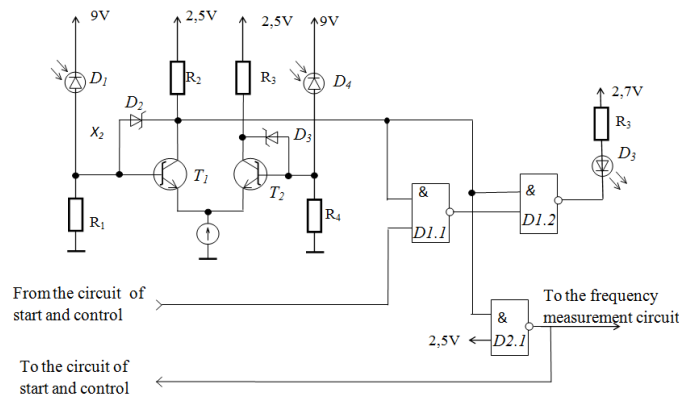 9V
2,5V
2,5V
9V
D1
R2
R3
D4
2,7V
D2
X2
D3
R3
D3
T1
T2
R1
R4
&
D1.1
&
D1.2
From the circuit of
start and control
&
D2.1
2,5V
To the frequency
measurement circuit
To the circuit of
start and control